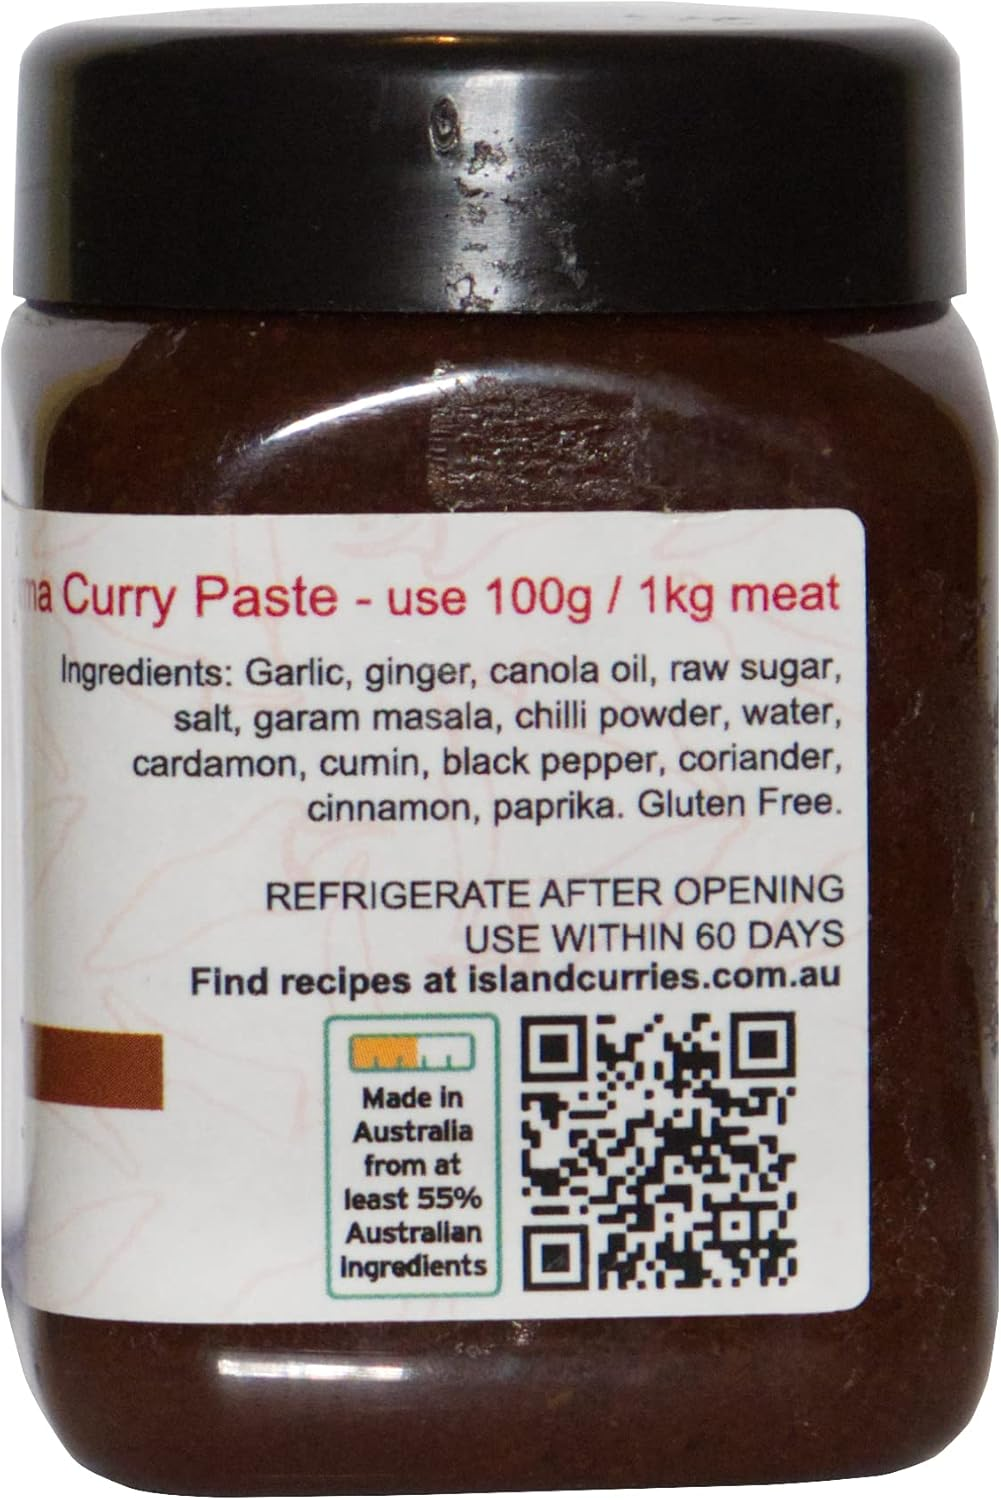 Curry Paste - use 100g / 1kg meat
Ingredients: Garlic, ginger, canola oil, raw sugar,
salt, garam masala, chilli powder, water,
cardamon, cumin, black pepper, coriander,
cinnamon, paprika. Gluten Free.
REFRIGERATE AFTER OPENING
USE WITHIN 60 DAYS
Find recipes at islandcurries.com.au
Made in
Australia
from at
least 55%
Australian
ingredients